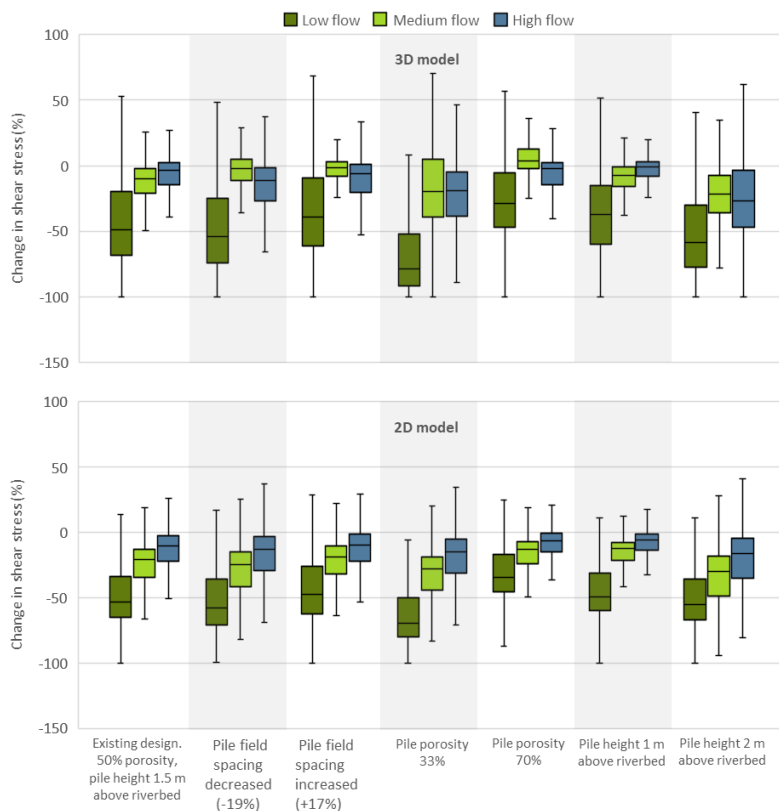 Low flow Medium flow High flow
3D model
100
50
0
-50
-100
-150
Change in shear stress (%)
2D model
100
50
0
-50
-100
-150
Change in shear stress (%)
Existing design.
50% porosity,
pile height 1.5 m
above riverbed
Pile field
spacing
decreased
(-19%)
Pile field
spacing
increased
(+17%)
Pile porosity
33%
Pile porosity
70%
Pile height 1 m
above riverbed
Pile height 2 m
above riverbed